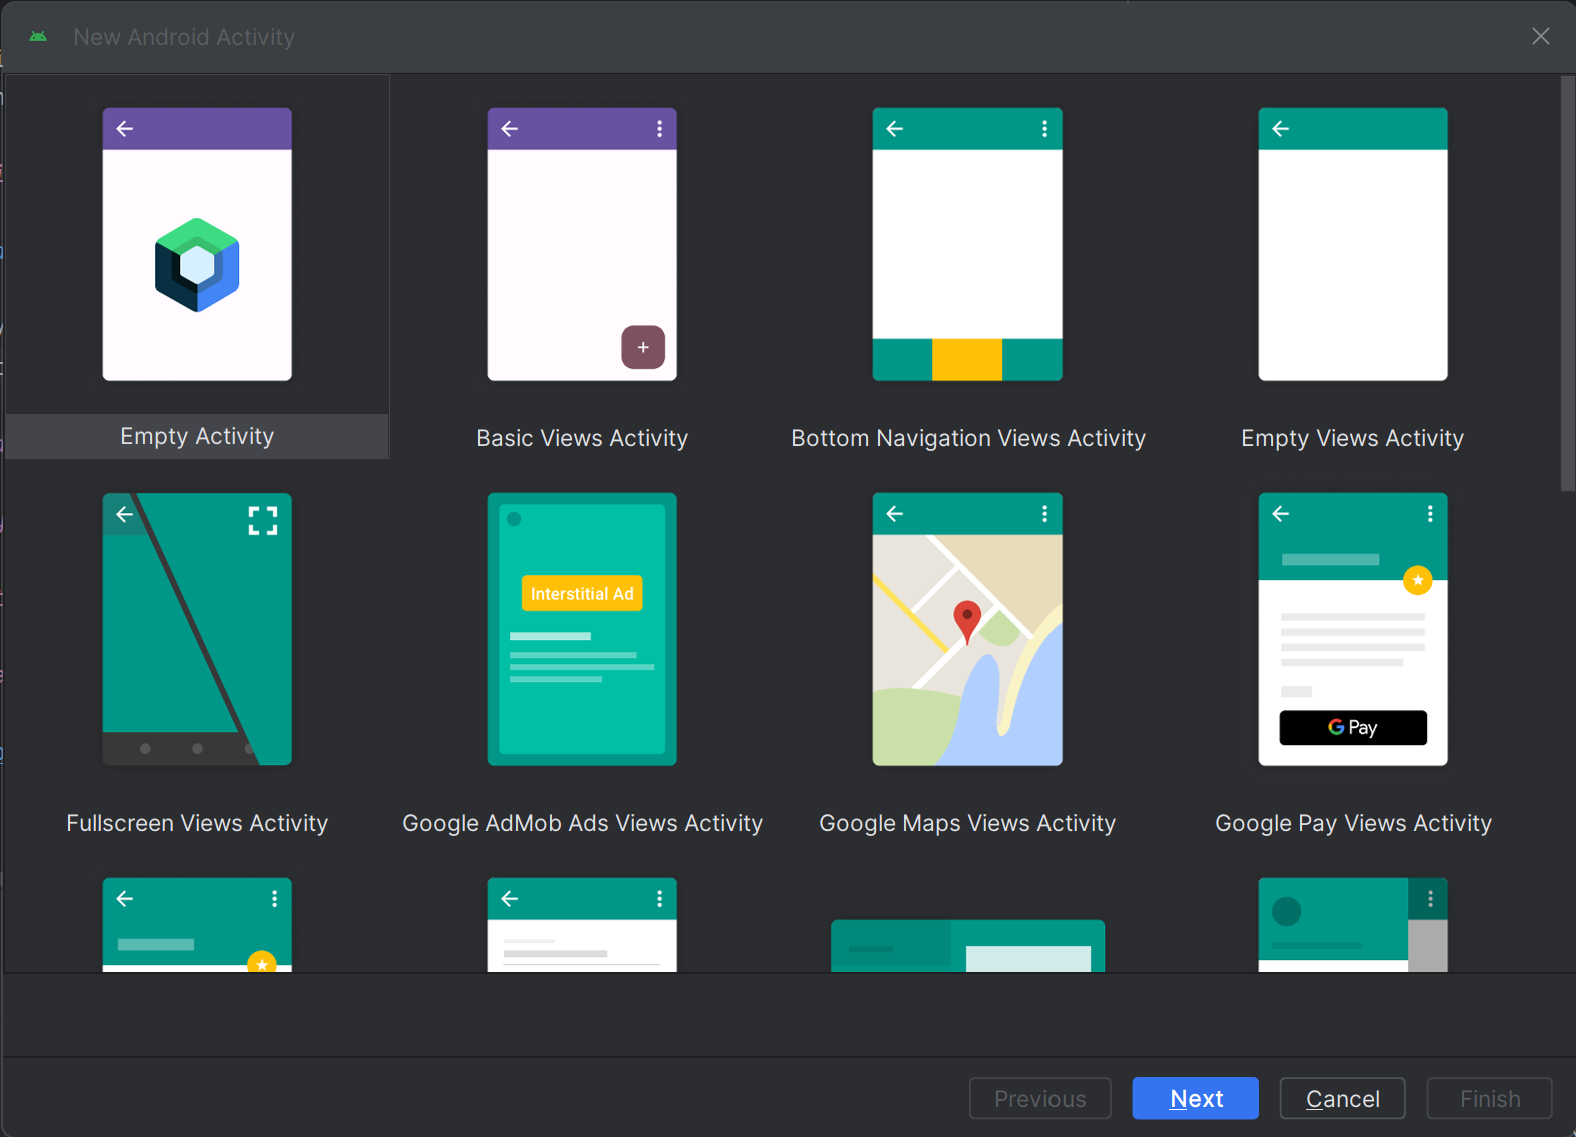 New Android Activity
Empty Activity
Basic Views Activity
Bottom Navigation Views Activity
Empty Views Activity
Interstitial Ad
G Pay
Fullscreen Views Activity
Google AdMob Ads Views Activity
Google Maps Views Activity
Google Pay Views Activity
Previous
Next
Cancel
Finish